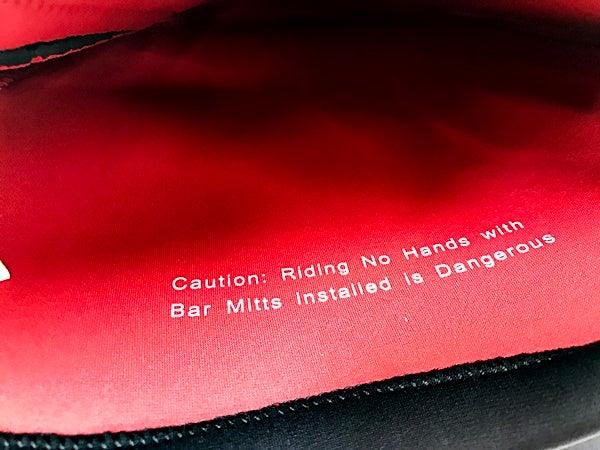 Caution: Riding No Hands with
Bar Mitts installed is Dangerous